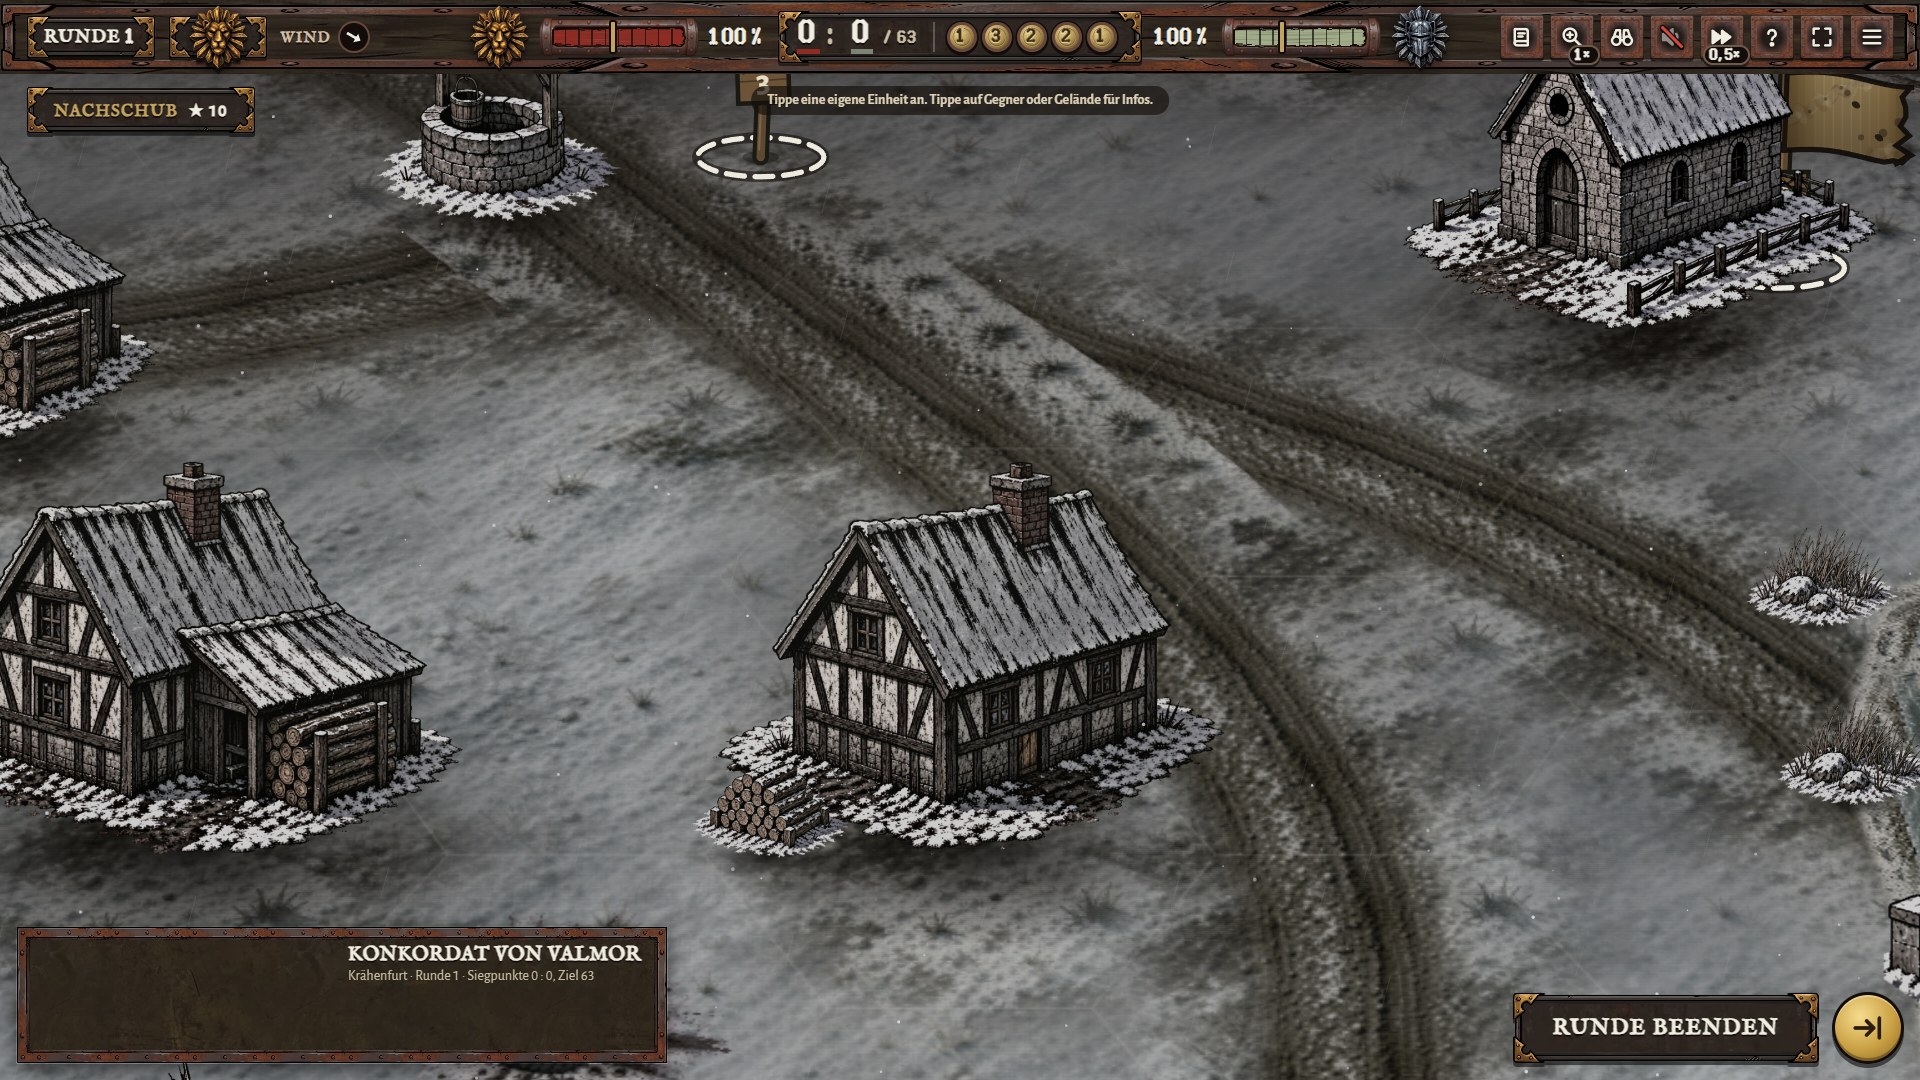 RUNDE 1
WIND
100%
0 : 0 / 63
1 3 2 2 1
100%
1x
0,5x
?
NACHSCHUB ★ 10
Tippe eine eigene Einheit an. Tippe auf Gegner oder Gelände für Infos.
KONKORDAT VON VALMOR
Krähenfurt · Runde 1 · Siegpunkte 0 : 0, Ziel 63
RUNDE BEENDEN